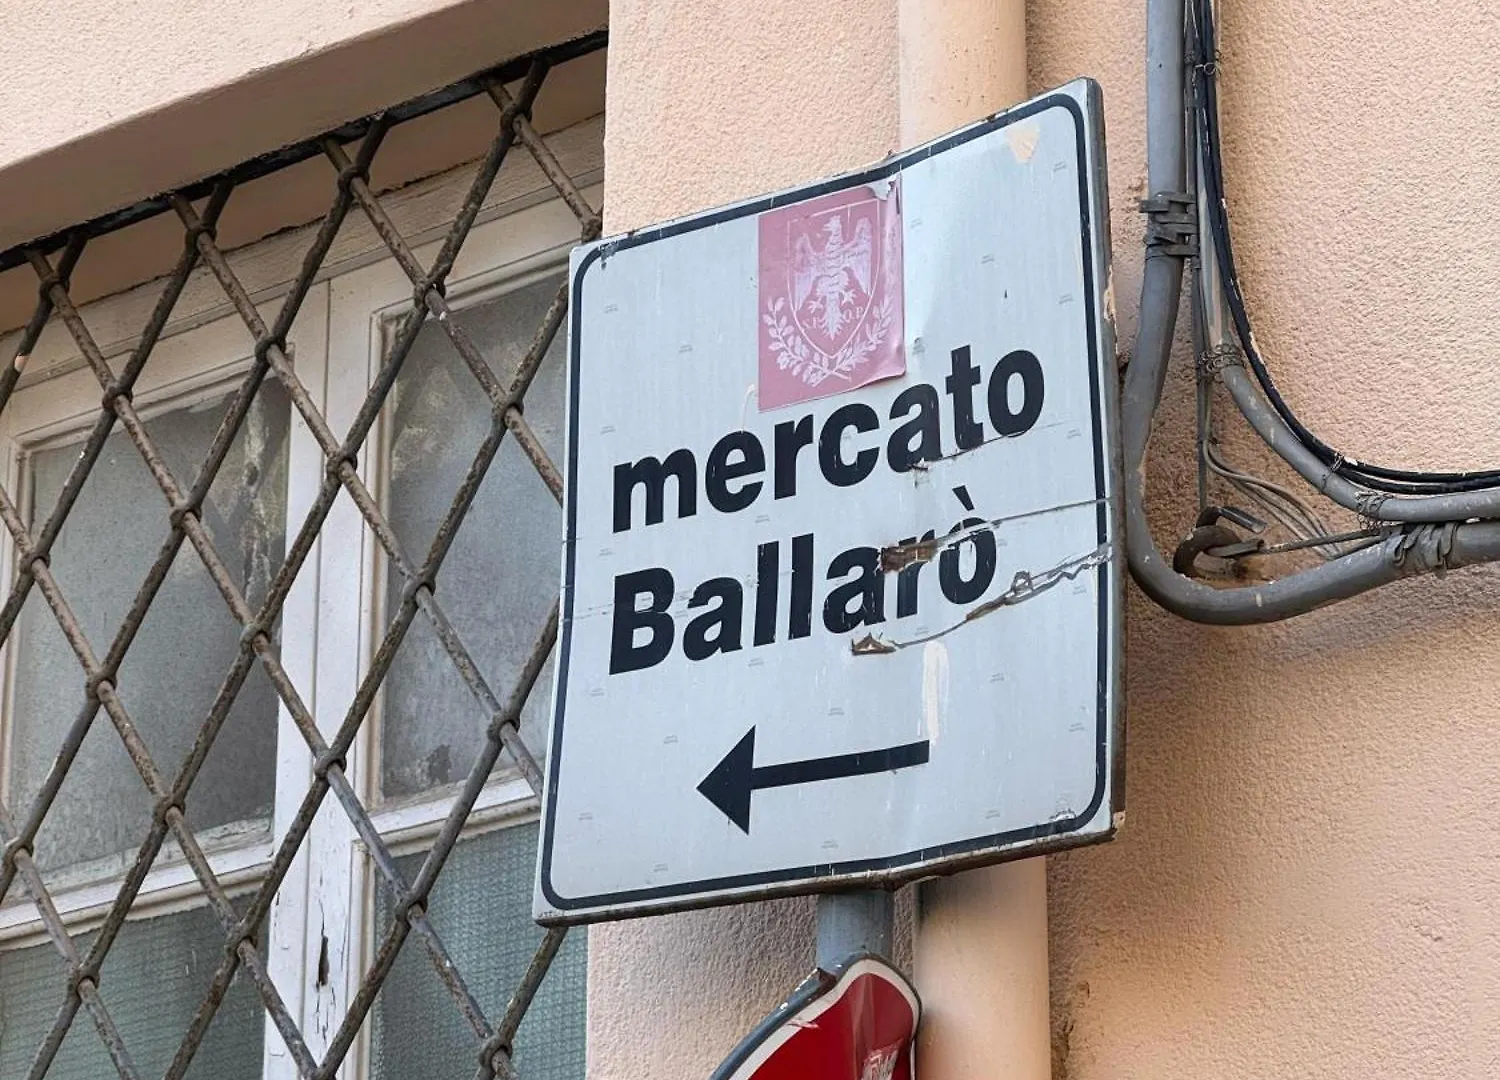 S.P. Q.P.
mercato
Ballarò